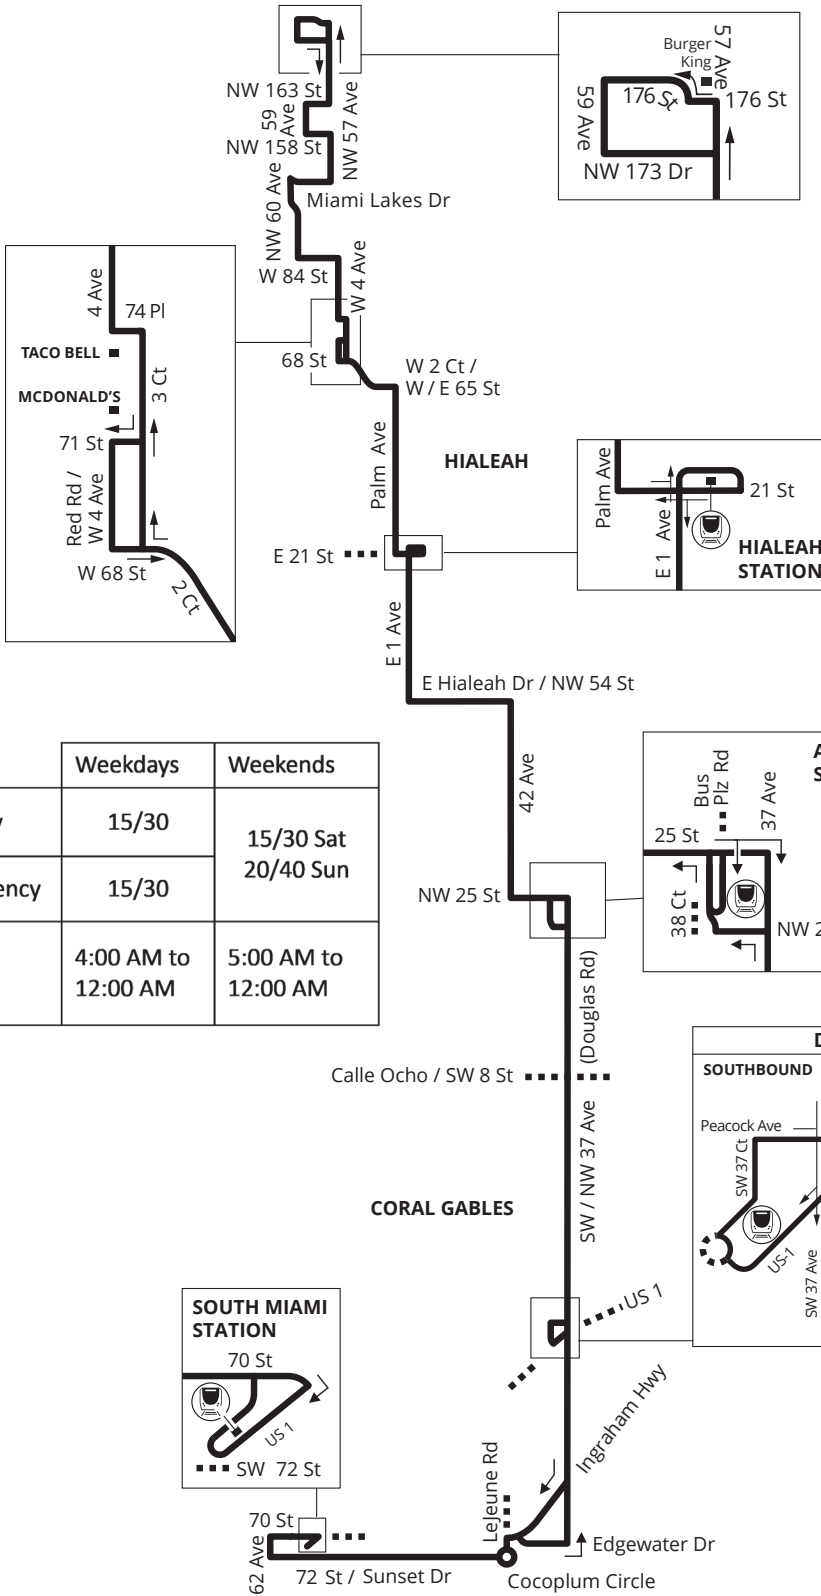 NW 163 St
59
Ave
NW 158 St
NW 57 Ave
NW 60 Ave
Miami Lakes Dr
W 84 St
W 4 Ave
68 St
W 2 Ct /
W / E 65 St
Burger
King
57 Ave
176 St
176 St
59 Ave
NW 173 Dr
4 Ave
74 Pl
TACO BELL
MCDONALD'S
3 Ct
71 St
Red Rd /
W 4 Ave
W 68 St
2 Ct
Palm Ave
HIALEAH
E 21 St
Palm Ave
21 St
E 1 Ave
HIALEAH
STATION
E 1 Ave
E Hialeah Dr / NW 54 St
42 Ave
Weekdays
Weekends
15/30
15/30 Sat
20/40 Sun
ency
15/30
4:00 AM to
12:00 AM
5:00 AM to
12:00 AM
NW 25 St
Bus
Plz Rd
37 Ave
25 St
38 Ct
NW 2
(Douglas Rd)
Calle Ocho / SW 8 St
SW / NW 37 Ave
CORAL GABLES
SOUTHBOUND
Peacock Ave
SW 37 Ct
US-1
SW 37 Ave
US 1
Ingraham Hwy
SOUTH MIAMI
STATION
70 St
US 1
SW 72 St
LeJeune Rd
70 St
62 Ave
72 St / Sunset Dr
Edgewater Dr
Cocoplum Circle